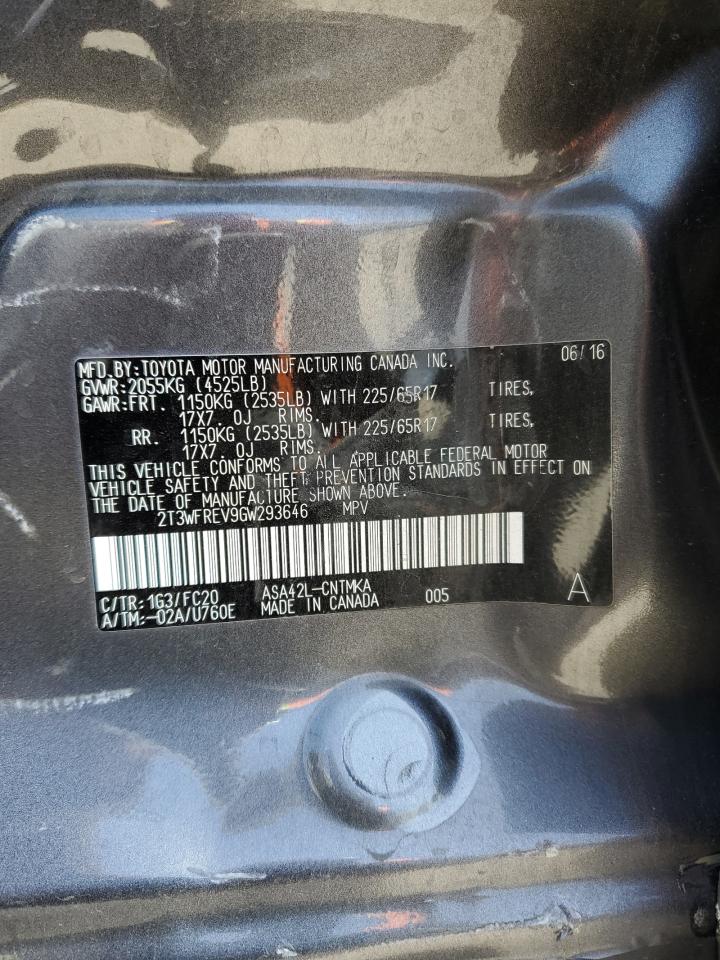 MFD.BY:TOYOTA MOTOR MANUFACTURING CANADA INC. 06/16
GVWR:2055KG (4525LB)
GAWR:FRT. 1150KG (2535LB) WITH 225/65R17 TIRES,
17X7 0J RIMS.
RR. 1150KG (2535LB) WITH 225/65R17 TIRES,
17X7 0J RIMS.
THIS VEHICLE CONFORMS TO ALL APPLICABLE FEDERAL MOTOR
VEHICLE SAFETY AND THEFT PREVENTION STANDARDS IN EFFECT ON
THE DATE OF MANUFACTURE SHOWN ABOVE.
2T3WFREV9GW293646 MPV
C/TR:1G3/FC20 ASA42L-CNTMKA
A/TM:-02A/U760E MADE IN CANADA 005 A